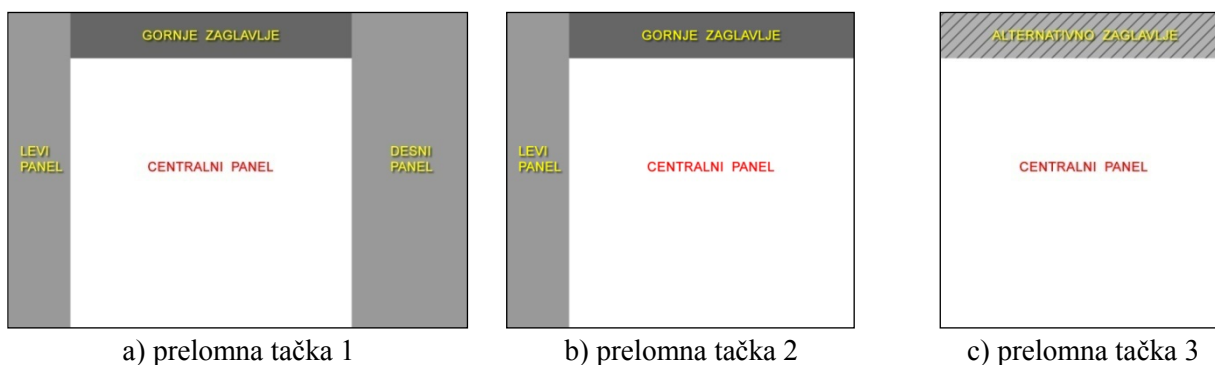 GORNJE ZAGLAVLJE
LEVI
PANEL
CENTRALNI PANEL
DESNI
PANEL
a) prelomna tačka 1
GORNJE ZAGLAVLJE
LEVI
PANEL
CENTRALNI PANEL
b) prelomna tačka 2
ALTERNATIVNO ZAGLAVLJE
CENTRALNI PANEL
c) prelomna tačka 3